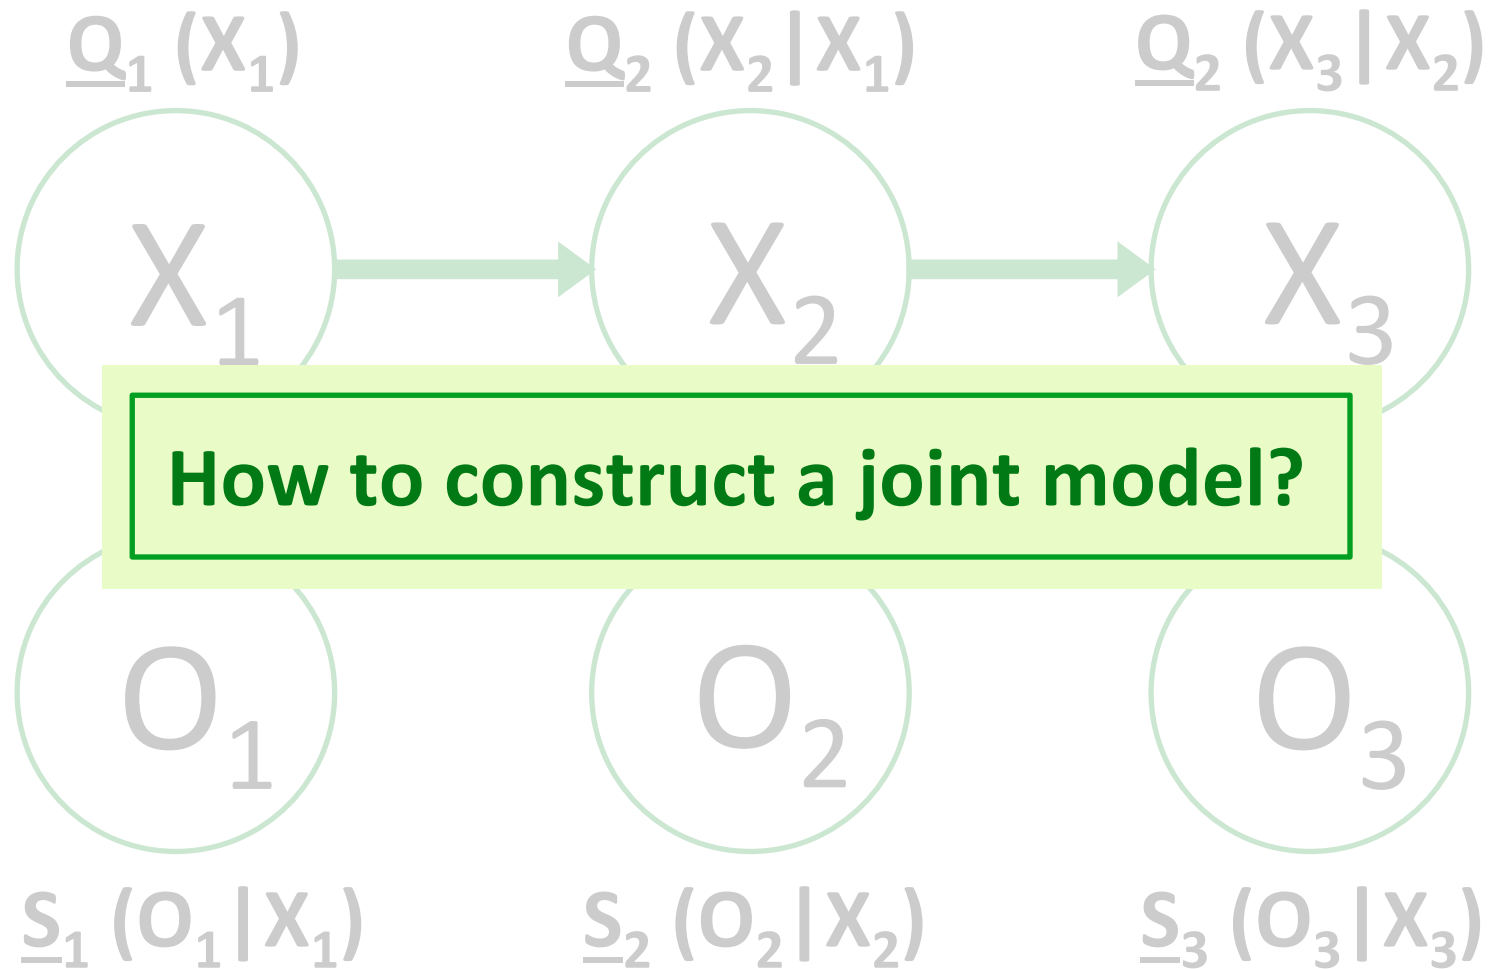 Q₁ (X₁) Q₂ (X₂|X₁) Q₂ (X₃|X₂)
X₁ X₂ X₃
How to construct a joint model?
O₁ O₂ O₃
S₁ (O₁|X₁) S₂ (O₂|X₂) S₃ (O₃|X₃)